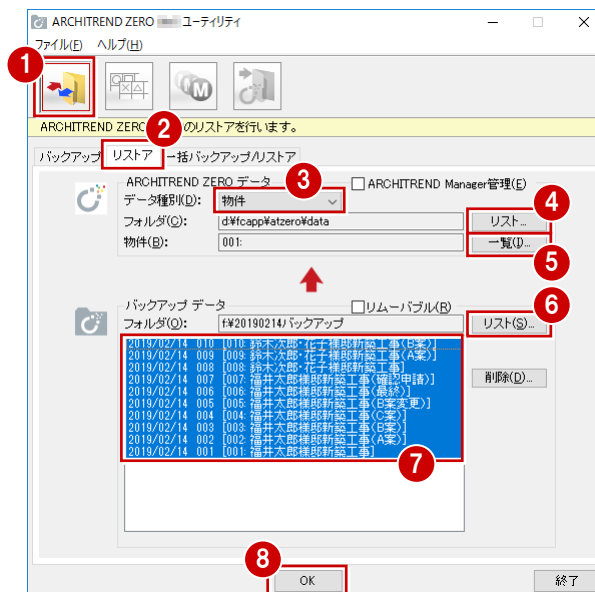 ARCHITREND ZERO ユーティリティ
ファイル(F) ヘルプ(H)
1
CM
ARCHITREND ZERO のリストアを行います。
2
バックアップ リストア 一括バックアップ/リストア
3
ARCHITREND ZERO データ ARCHITREND Manager管理(E)
データ種別(D): 物件
4
フォルダ(C): d:¥fcapp¥atzero¥data リスト...
物件(B): 001: 一覧(I)...
5
バックアップ データ リムーバブル(R)
6
フォルダ(O): f:¥20190214バックアップ リスト(S)...
2019/02/14 010 [010: 鈴木次郎・花子様邸新築工事(B案)]
2019/02/14 009 [009: 鈴木次郎・花子様邸新築工事(A案)]
2019/02/14 008 [008: 鈴木次郎・花子様邸新築工事]
2019/02/14 007 [007: 福井太郎様邸新築工事(確認申請)]
削除(D)...
2019/02/14 006 [006: 福井太郎様邸新築工事(最終)]
2019/02/14 005 [005: 福井太郎様邸新築工事(B案変更)]
2019/02/14 004 [004: 福井太郎様邸新築工事(C案)]
2019/02/14 003 [003: 福井太郎様邸新築工事(B案)]
2019/02/14 002 [002: 福井太郎様邸新築工事(A案)]
2019/02/14 001 [001: 福井太郎様邸新築工事]
7
8
OK 終了